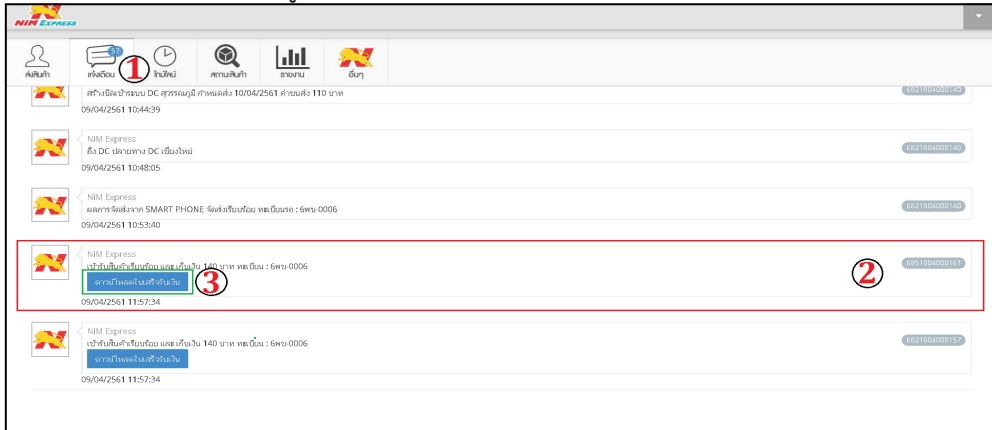 NiM EXPRESS
57
ส่งสินค้า แจ้งเตือน 1 ไทม์ไลน์ สถานะสินค้า รายงาน อื่นๆ
สร้างบิลเข้าระบบ DC สุวรรณภูมิ กำหนดส่ง 10/04/2561 ค่าขนส่ง 110 บาท 6821804000140
09/04/2561 10:44:39
NiM Express
ถึง DC ปลายทาง DC เชียงใหม่ 6821804000140
09/04/2561 10:48:05
NiM Express
ผลการจัดส่งจาก SMART PHONE จัดส่งเรียบร้อย ทะเบียนรถ : 6พบ-0006 6821804000140
09/04/2561 10:53:40
NiM Express
เข้ารับสินค้าเรียบร้อย และ เก็บเงิน 140 บาท ทะเบียน : 6พบ-0006 2 6851804000161
ดาวน์โหลดใบเสร็จรับเงิน 3
09/04/2561 11:57:34
NiM Express
เข้ารับสินค้าเรียบร้อย และ เก็บเงิน 140 บาท ทะเบียน : 6พบ-0006 6821804000157
ดาวน์โหลดใบเสร็จรับเงิน
09/04/2561 11:57:34